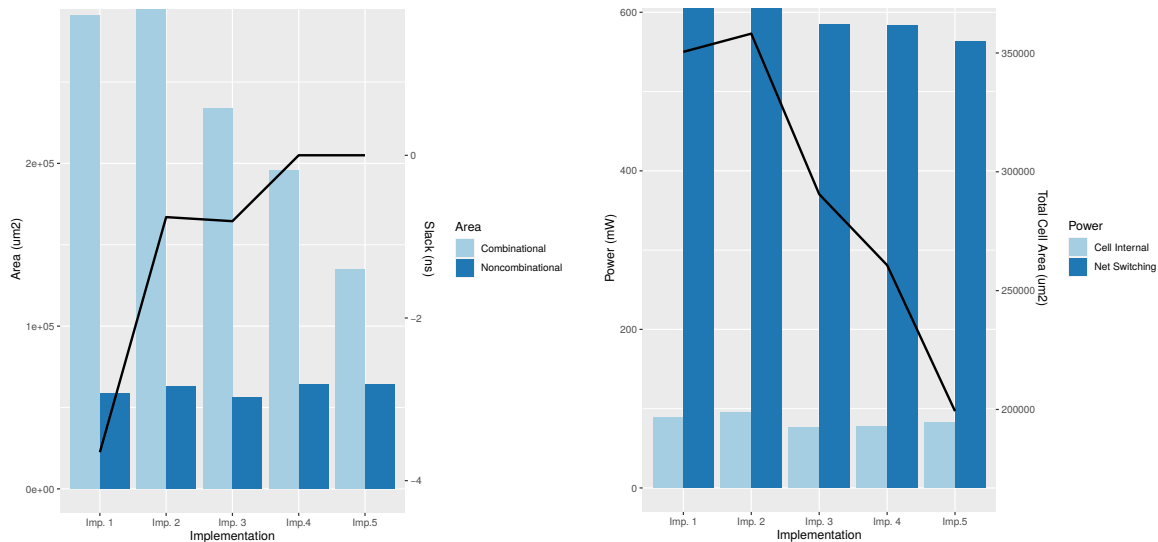 2e+05
1e+05
0e+00
Area (um2)
0
−2
−4
Slack (ns)
Imp. 1
Imp. 2
Imp. 3
Imp.4
Imp.5
Implementation
Area
Combinational
Noncombinational
600
400
200
0
Power (mW)
350000
300000
250000
200000
Total Cell Area (um2)
Imp. 1
Imp. 2
Imp. 3
Imp. 4
Imp.5
Implementation
Power
Cell Internal
Net Switching